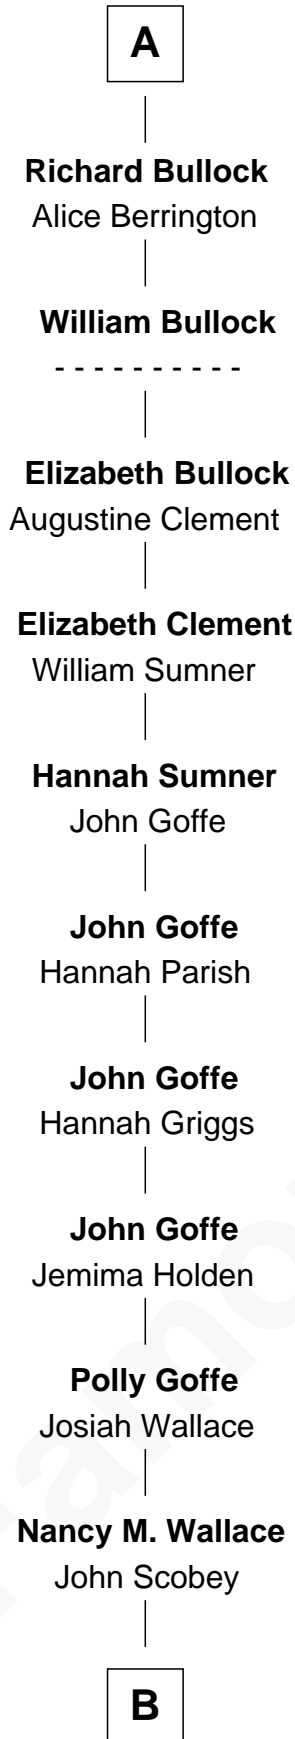 A
Richard Bullock
Alice Berrington
William Bullock
- - - - - - - - - -
Elizabeth Bullock
Augustine Clement
Elizabeth Clement
William Sumner
Hannah Sumner
John Goffe
John Goffe
Hannah Parish
John Goffe
Hannah Griggs
John Goffe
Jemima Holden
Polly Goffe
Josiah Wallace
Nancy M. Wallace
John Scobey
B